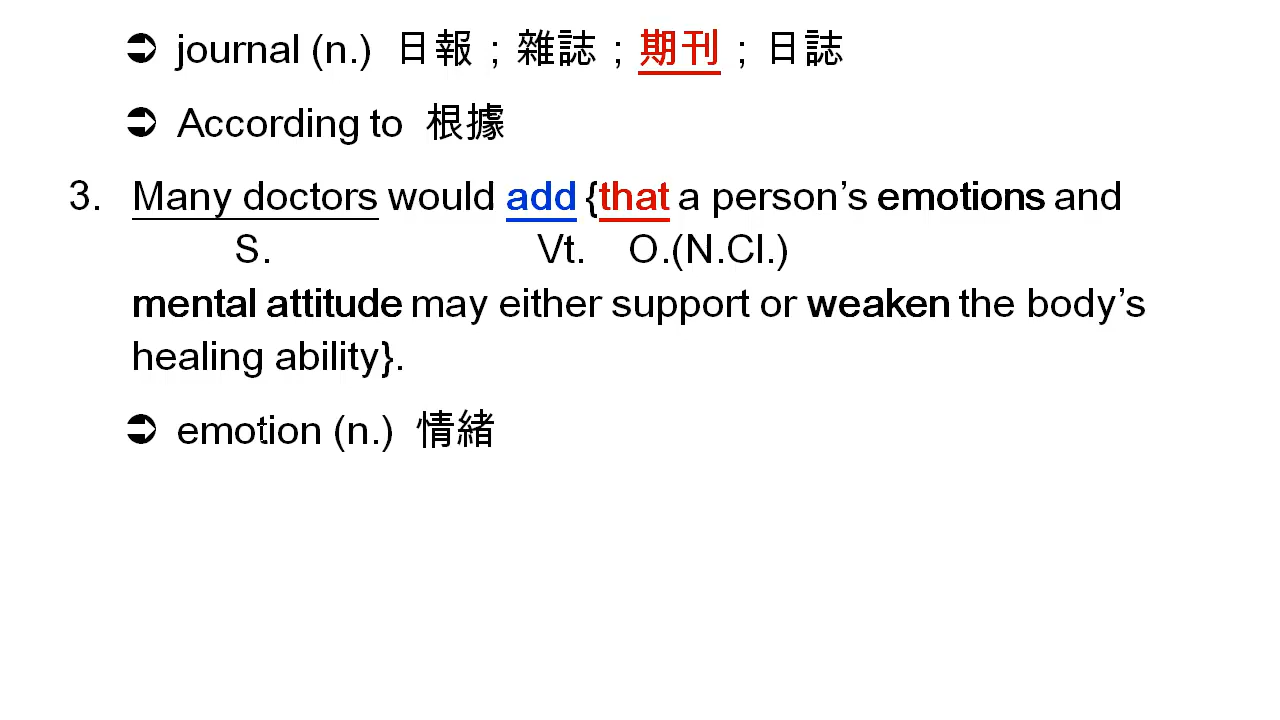 ➲ journal (n.) 日報；雜誌；期刊；日誌
➲ According to 根據
3. Many doctors would add {that a person’s emotions and
S. Vt. O.(N.Cl.)
mental attitude may either support or weaken the body’s
healing ability}.
➲ emotion (n.) 情緒